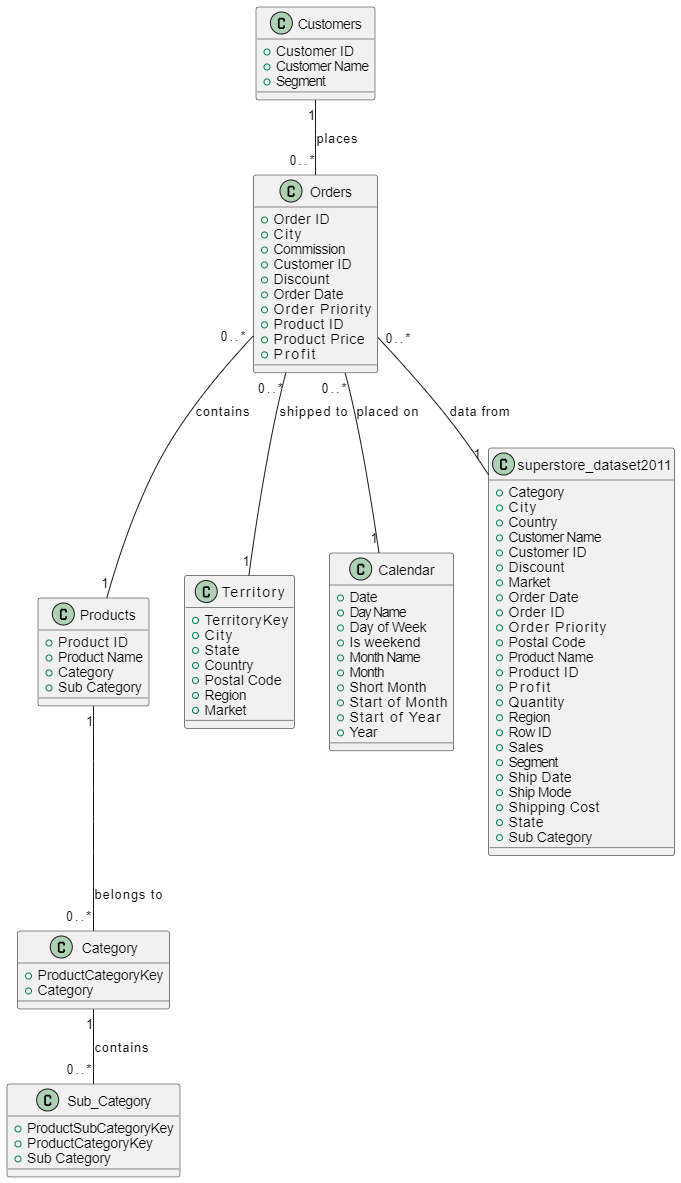 C Customers
Customer ID
Customer Name
Segment
1
places
0..*
C Orders
Order ID
City
Commission
Customer ID
Discount
Order Date
Order Priority
Product ID
Product Price
Profit
0..*
0..*
0..*
0..*
contains
shipped to
placed on
data from
1
1
1
1
C superstore_dataset2011
Category
City
Country
Customer Name
Customer ID
Discount
Market
Order Date
Order ID
Order Priority
Postal Code
Product Name
Product ID
Profit
Quantity
Region
Row ID
Sales
Segment
Ship Date
Ship Mode
Shipping Cost
State
Sub Category
C Calendar
Date
Day Name
Day of Week
Is weekend
Month Name
Month
Short Month
Start of Month
Start of Year
Year
C Territory
TerritoryKey
City
State
Country
Postal Code
Region
Market
C Products
Product ID
Product Name
Category
Sub Category
1
belongs to
0..*
C Category
ProductCategoryKey
Category
1
contains
0..*
C Sub_Category
ProductSubCategoryKey
ProductCategoryKey
Sub Category